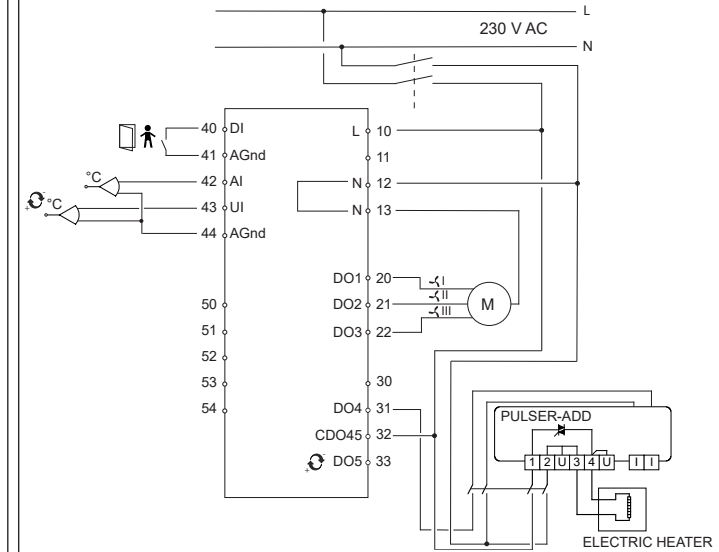 L
230 V AC
N
40 DI
L 10
41 AGnd
11
°C
42 AI
N 12
+ - °C
43 UI
N 13
44 AGnd
DO1 20 I
50
DO2 21 II
M
51
DO3 22 III
52
53
30
54
DO4 31
PULSER-ADD
CDO45 32
DO5 33
1 2 U 3 4 U I I
ELECTRIC HEATER